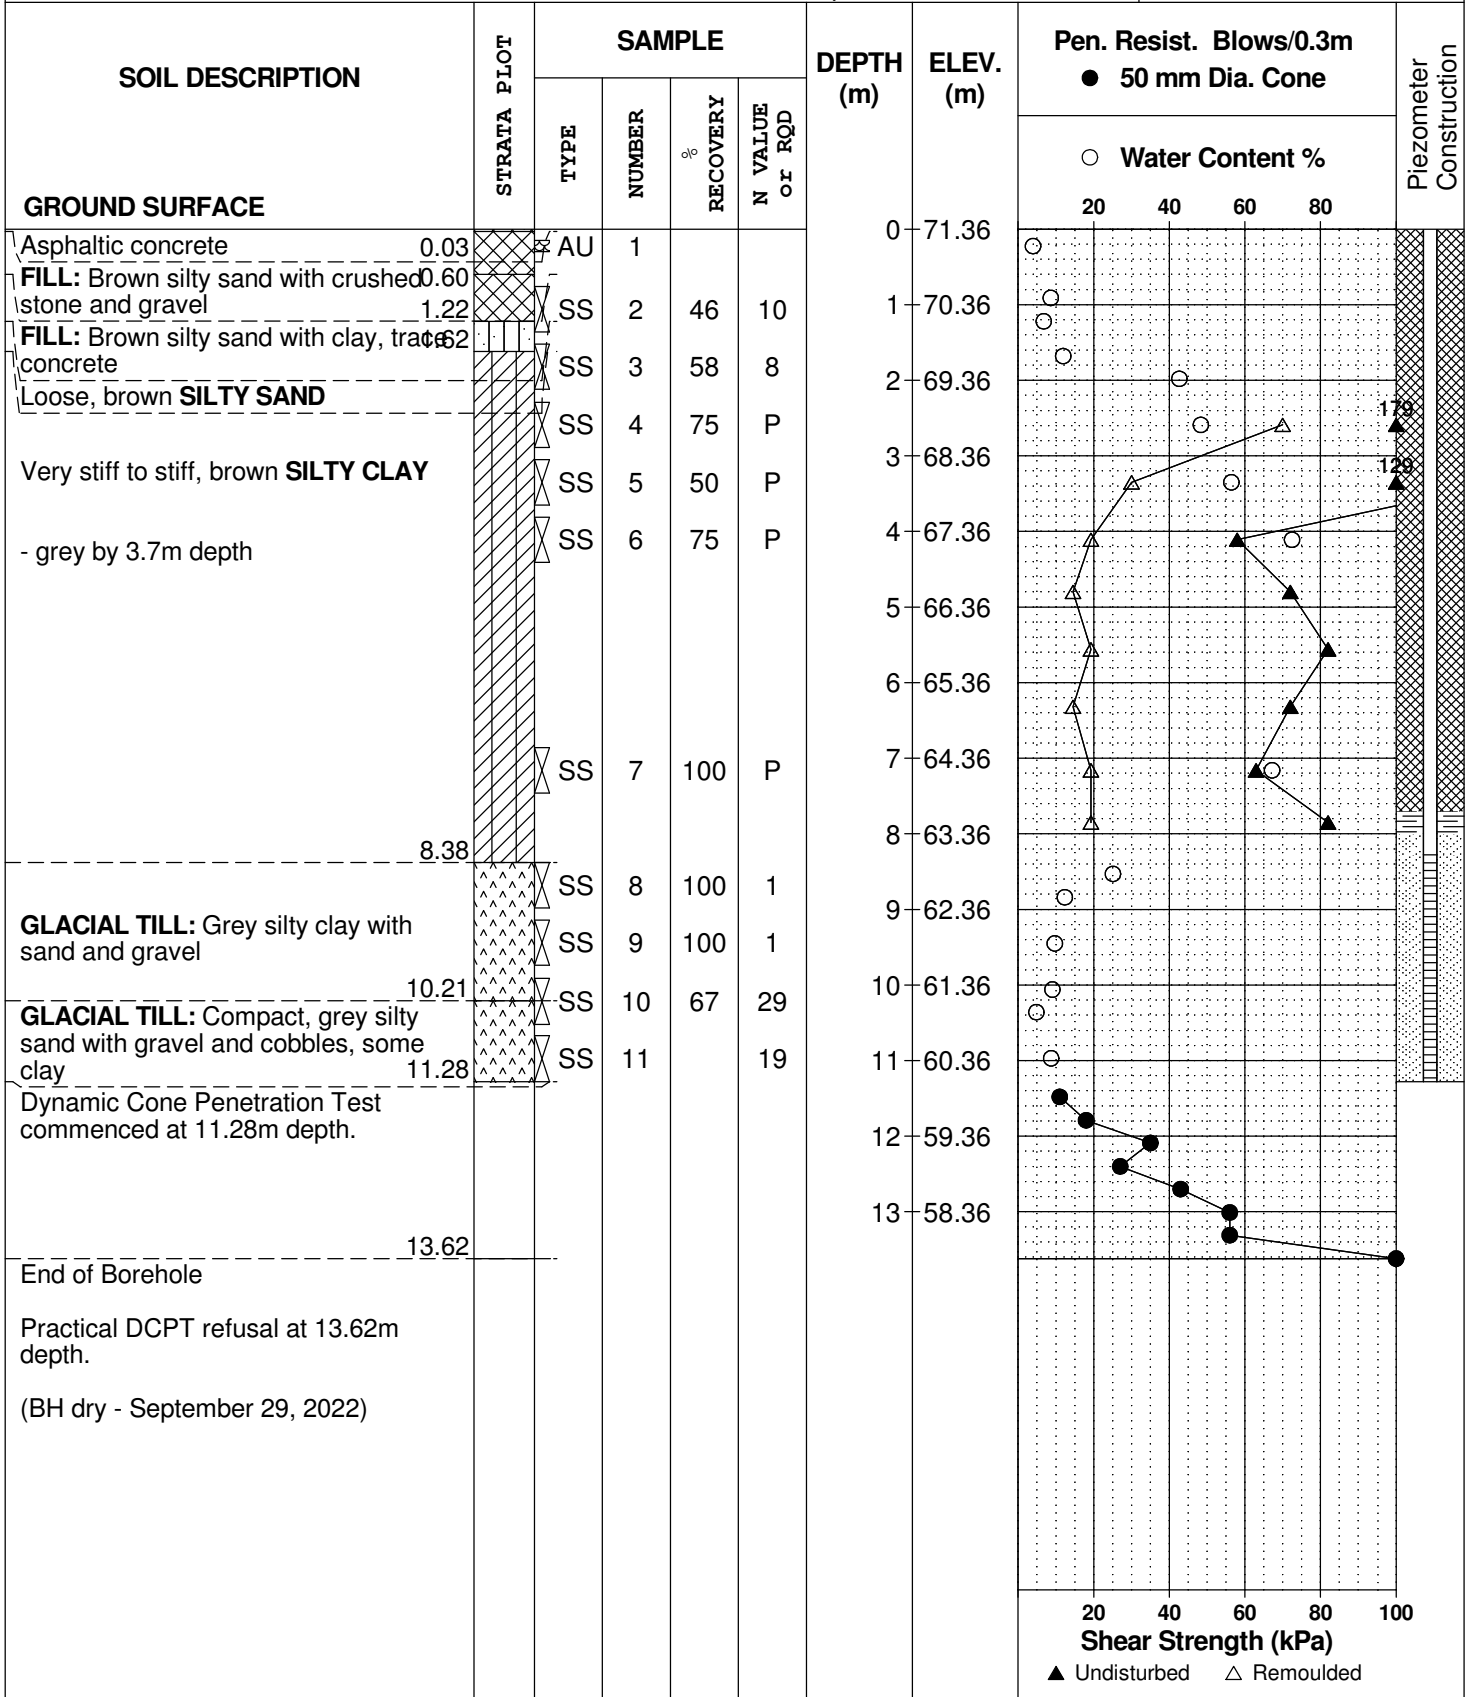 SOIL DESCRIPTION
GROUND SURFACE
STRATA PLOT
SAMPLE
TYPE
NUMBER
% RECOVERY
N VALUE or RQD
DEPTH (m)
ELEV. (m)
Pen. Resist. Blows/0.3m
● 50 mm Dia. Cone
○ Water Content %
20 40 60 80
Piezometer Construction
0 71.36
Asphaltic concrete 0.03 AU 1
FILL: Brown silty sand with crushed 0.60
stone and gravel 1.22 SS 2 46 10
1 70.36
FILL: Brown silty sand with clay, trace 1.62
concrete SS 3 58 8
2 69.36
Loose, brown SILTY SAND
179
SS 4 75 P
3 68.36
129
Very stiff to stiff, brown SILTY CLAY
SS 5 50 P
4 67.36
SS 6 75 P
- grey by 3.7m depth
5 66.36
6 65.36
7 64.36
SS 7 100 P
8 63.36
8.38
SS 8 100 1
9 62.36
GLACIAL TILL: Grey silty clay with
sand and gravel
SS 9 100 1
10.21
10 61.36
SS 10 67 29
GLACIAL TILL: Compact, grey silty
sand with gravel and cobbles, some
clay 11.28
SS 11 19
11 60.36
Dynamic Cone Penetration Test
commenced at 11.28m depth.
12 59.36
13 58.36
13.62
End of Borehole
Practical DCPT refusal at 13.62m
depth.
(BH dry - September 29, 2022)
20 40 60 80 100
Shear Strength (kPa)
▲ Undisturbed △ Remoulded